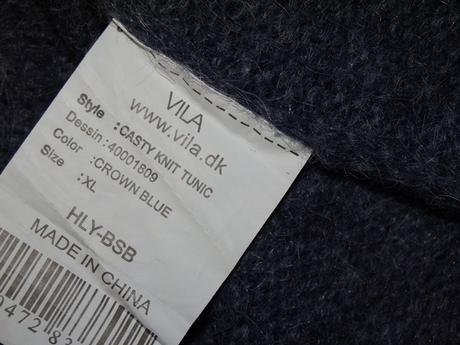 VILA
www.vila.dk
Style :CASTY KNIT TUNIC
Dessin:40001809
Color :CROWN BLUE
Size :XL
HLY-BSB
MADE IN CHINA